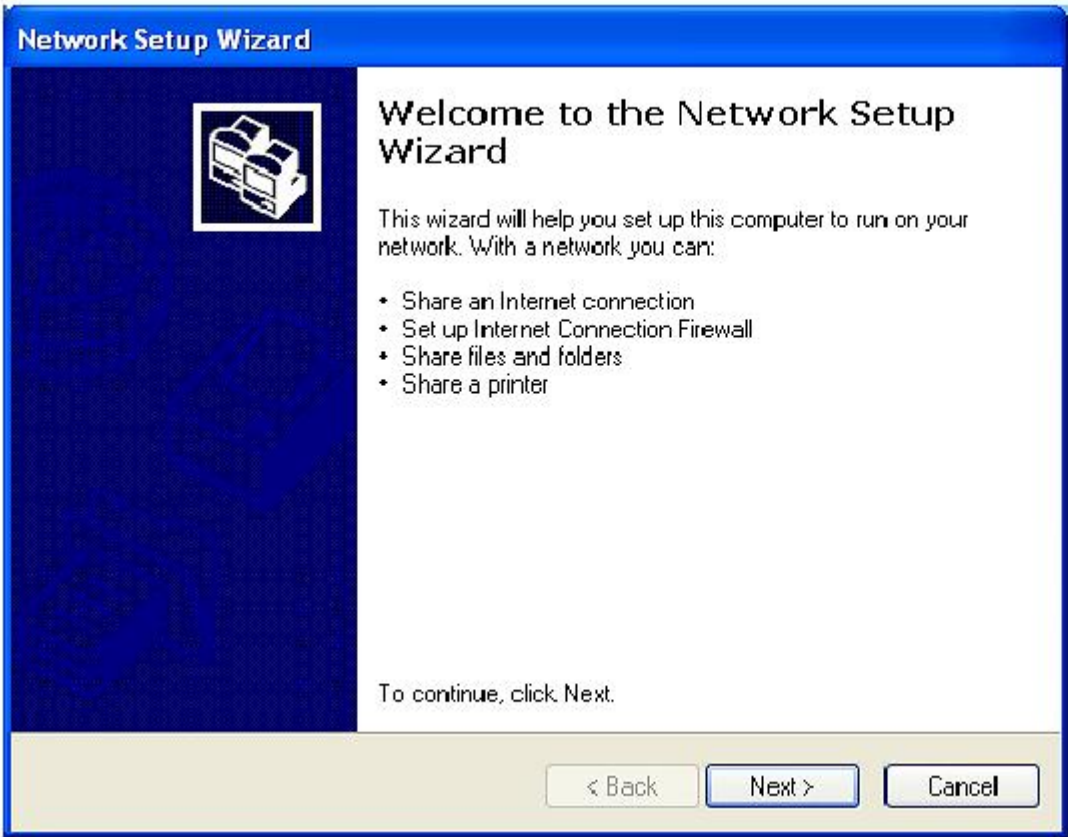 Network Setup Wizard
Welcome to the Network Setup
Wizard
This wizard will help you set up this computer to run on your
network. With a network you can:
• Share an Internet connection
• Set up Internet Connection Firewall
• Share files and folders
• Share a printer
To continue, click Next.
< Back Next > Cancel